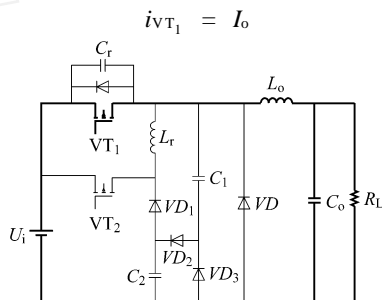 iVT1 = Io
Cr
Lo
VT1
Lr
C1
VT2
VD1
VD
Co
RL
Ui
VD2
C2
VD3